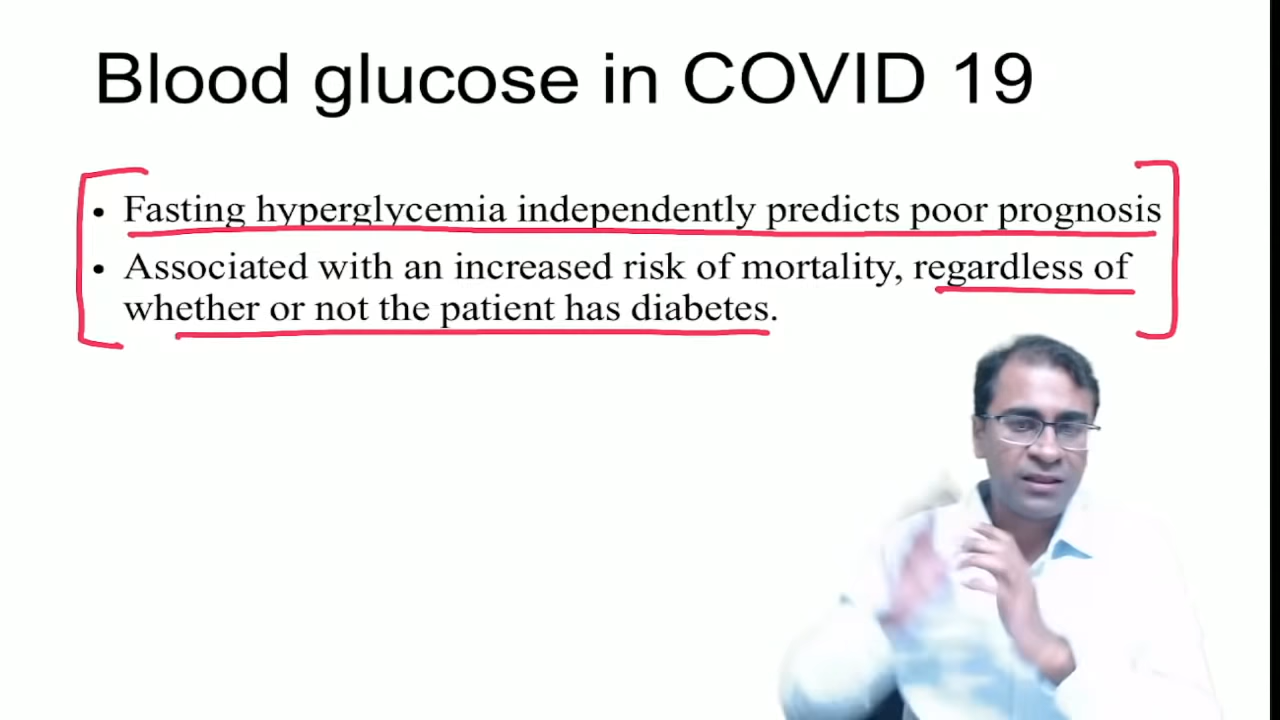 Blood glucose in COVID 19
• Fasting hyperglycemia independently predicts poor prognosis
• Associated with an increased risk of mortality, regardless of
whether or not the patient has diabetes.